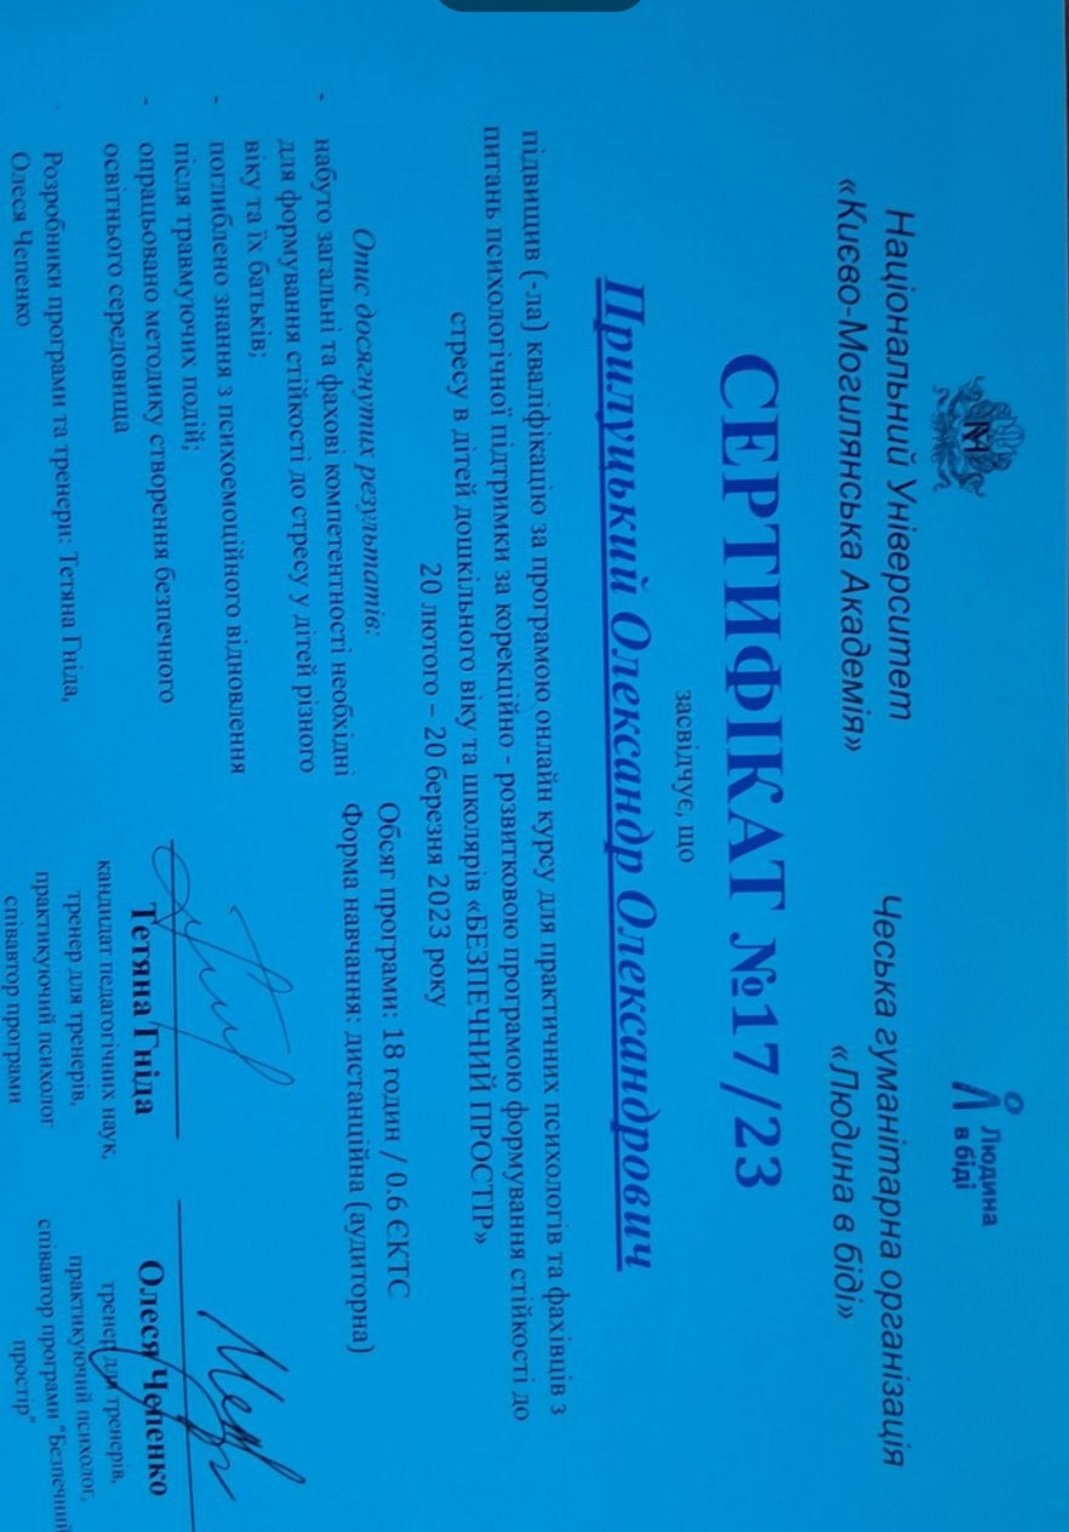 Людина
в біді
Національний Університет
«Києво-Могилянська Академія»
Чеська гуманітарна організація
«Людина в біді»
СЕРТИФІКАТ №17/23
засвідчує, що
Прилуцький Олександр Олександрович
підвищив (-ла) кваліфікацію за програмою онлайн курсу для практичних психологів та фахівців з
питань психологічної підтримки за корекційно - розвитковою програмою формування стійкості до
стресу в дітей дошкільного віку та школярів «БЕЗПЕЧНИЙ ПРОСТІР»
20 лютого – 20 березня 2023 року
Опис досягнутих результатів:
- набуто загальні та фахові компетентності необхідні
для формування стійкості до стресу у дітей різного
віку та їх батьків;
- поглиблено знання з психоемоційного відновлення
після травмуючих подій;
- опрацьовано методику створення безпечного
освітнього середовища
Розробники програми та тренери: Тетяна Гніда,
Олеся Чепенко
Обсяг програми: 18 годин / 0.6 ЄКТС
Форма навчання: дистанційна (аудиторна)
Тетяна Гніда
кандидат педагогічних наук,
тренер для тренерів,
практикуючий психолог
співавтор програми
Олеся Чепенко
тренер для тренерів,
практикуючий психолог,
співавтор програми "Безпечний
простір"